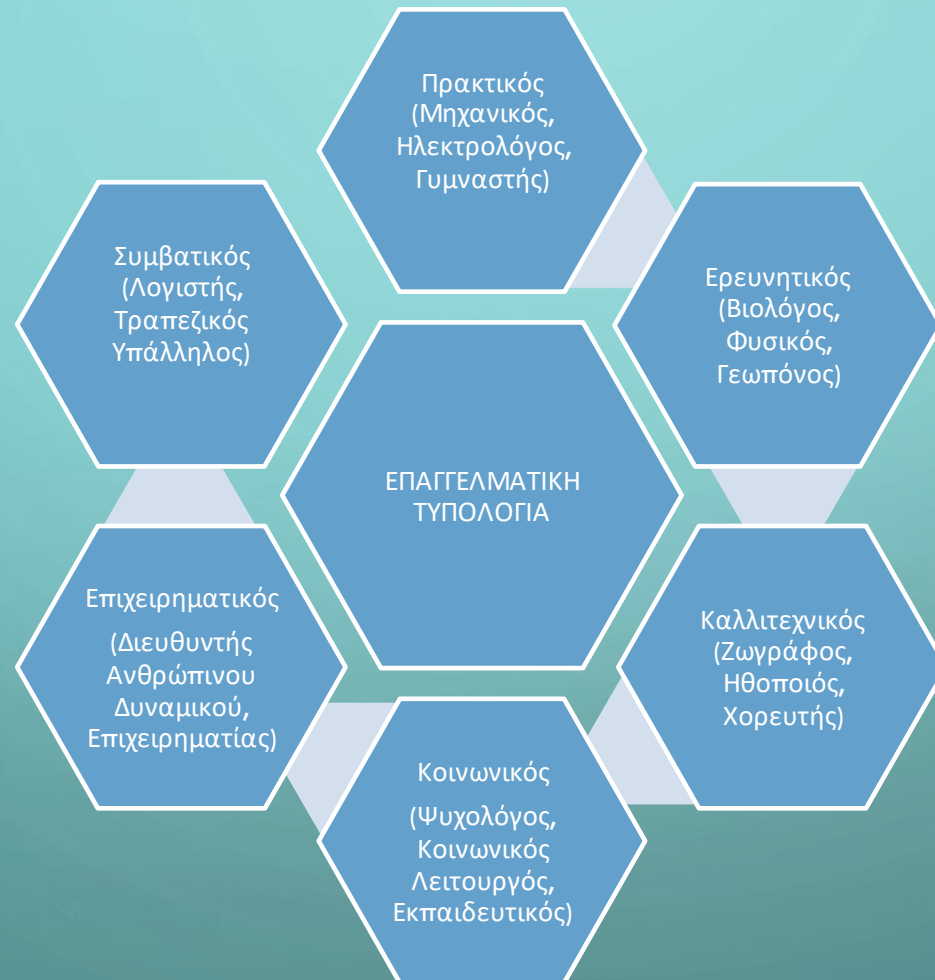 Πρακτικός
(Μηχανικός,
Ηλεκτρολόγος,
Γυμναστής)
Ερευνητικός
(Βιολόγος,
Φυσικός,
Γεωπόνος)
Καλλιτεχνικός
(Ζωγράφος,
Ηθοποιός,
Χορευτής)
Κοινωνικός
(Ψυχολόγος,
Κοινωνικός
Λειτουργός,
Εκπαιδευτικός)
Επιχειρηματικός
(Διευθυντής
Ανθρώπινου
Δυναμικού,
Επιχειρηματίας)
Συμβατικός
(Λογιστής,
Τραπεζικός
Υπάλληλος)
ΕΠΑΓΓΕΛΜΑΤΙΚΗ
ΤΥΠΟΛΟΓΙΑ